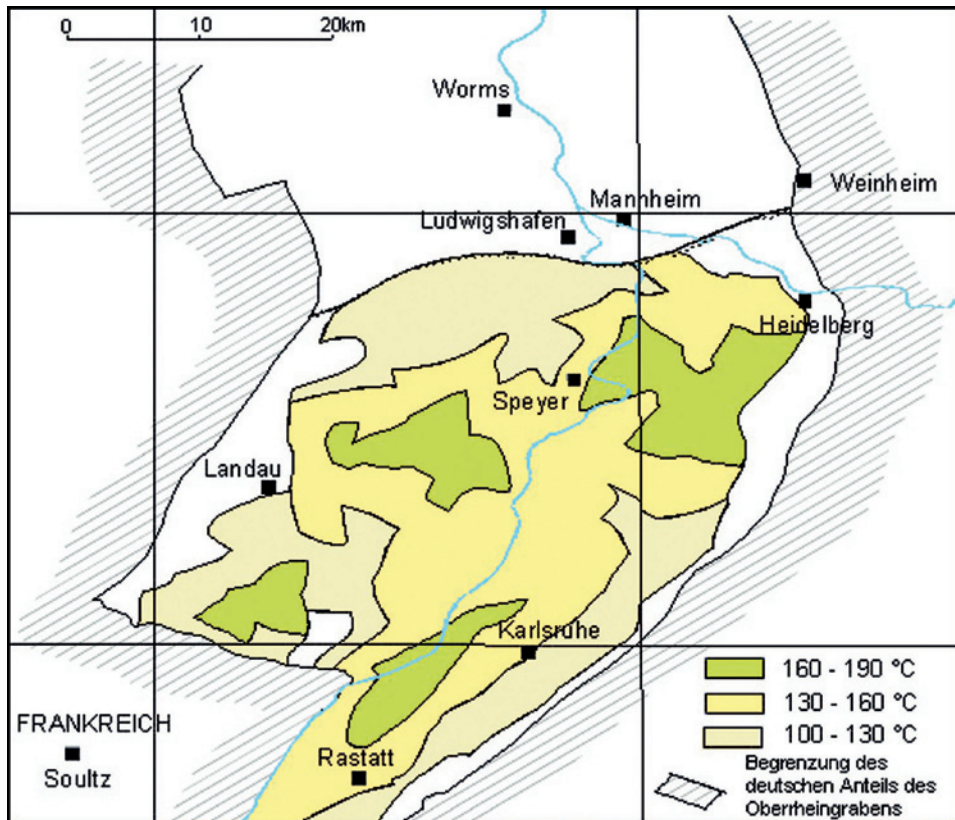 0 10 20km
Worms
Weinheim
Mannheim
Ludwigshafen
Heidelberg
Speyer
Landau
Karlsruhe
160 - 190 °C
130 - 160 °C
100 - 130 °C
FRANKREICH
Soultz
Rastatt
Begrenzung des
deutschen Anteils des
Oberrheingrabens